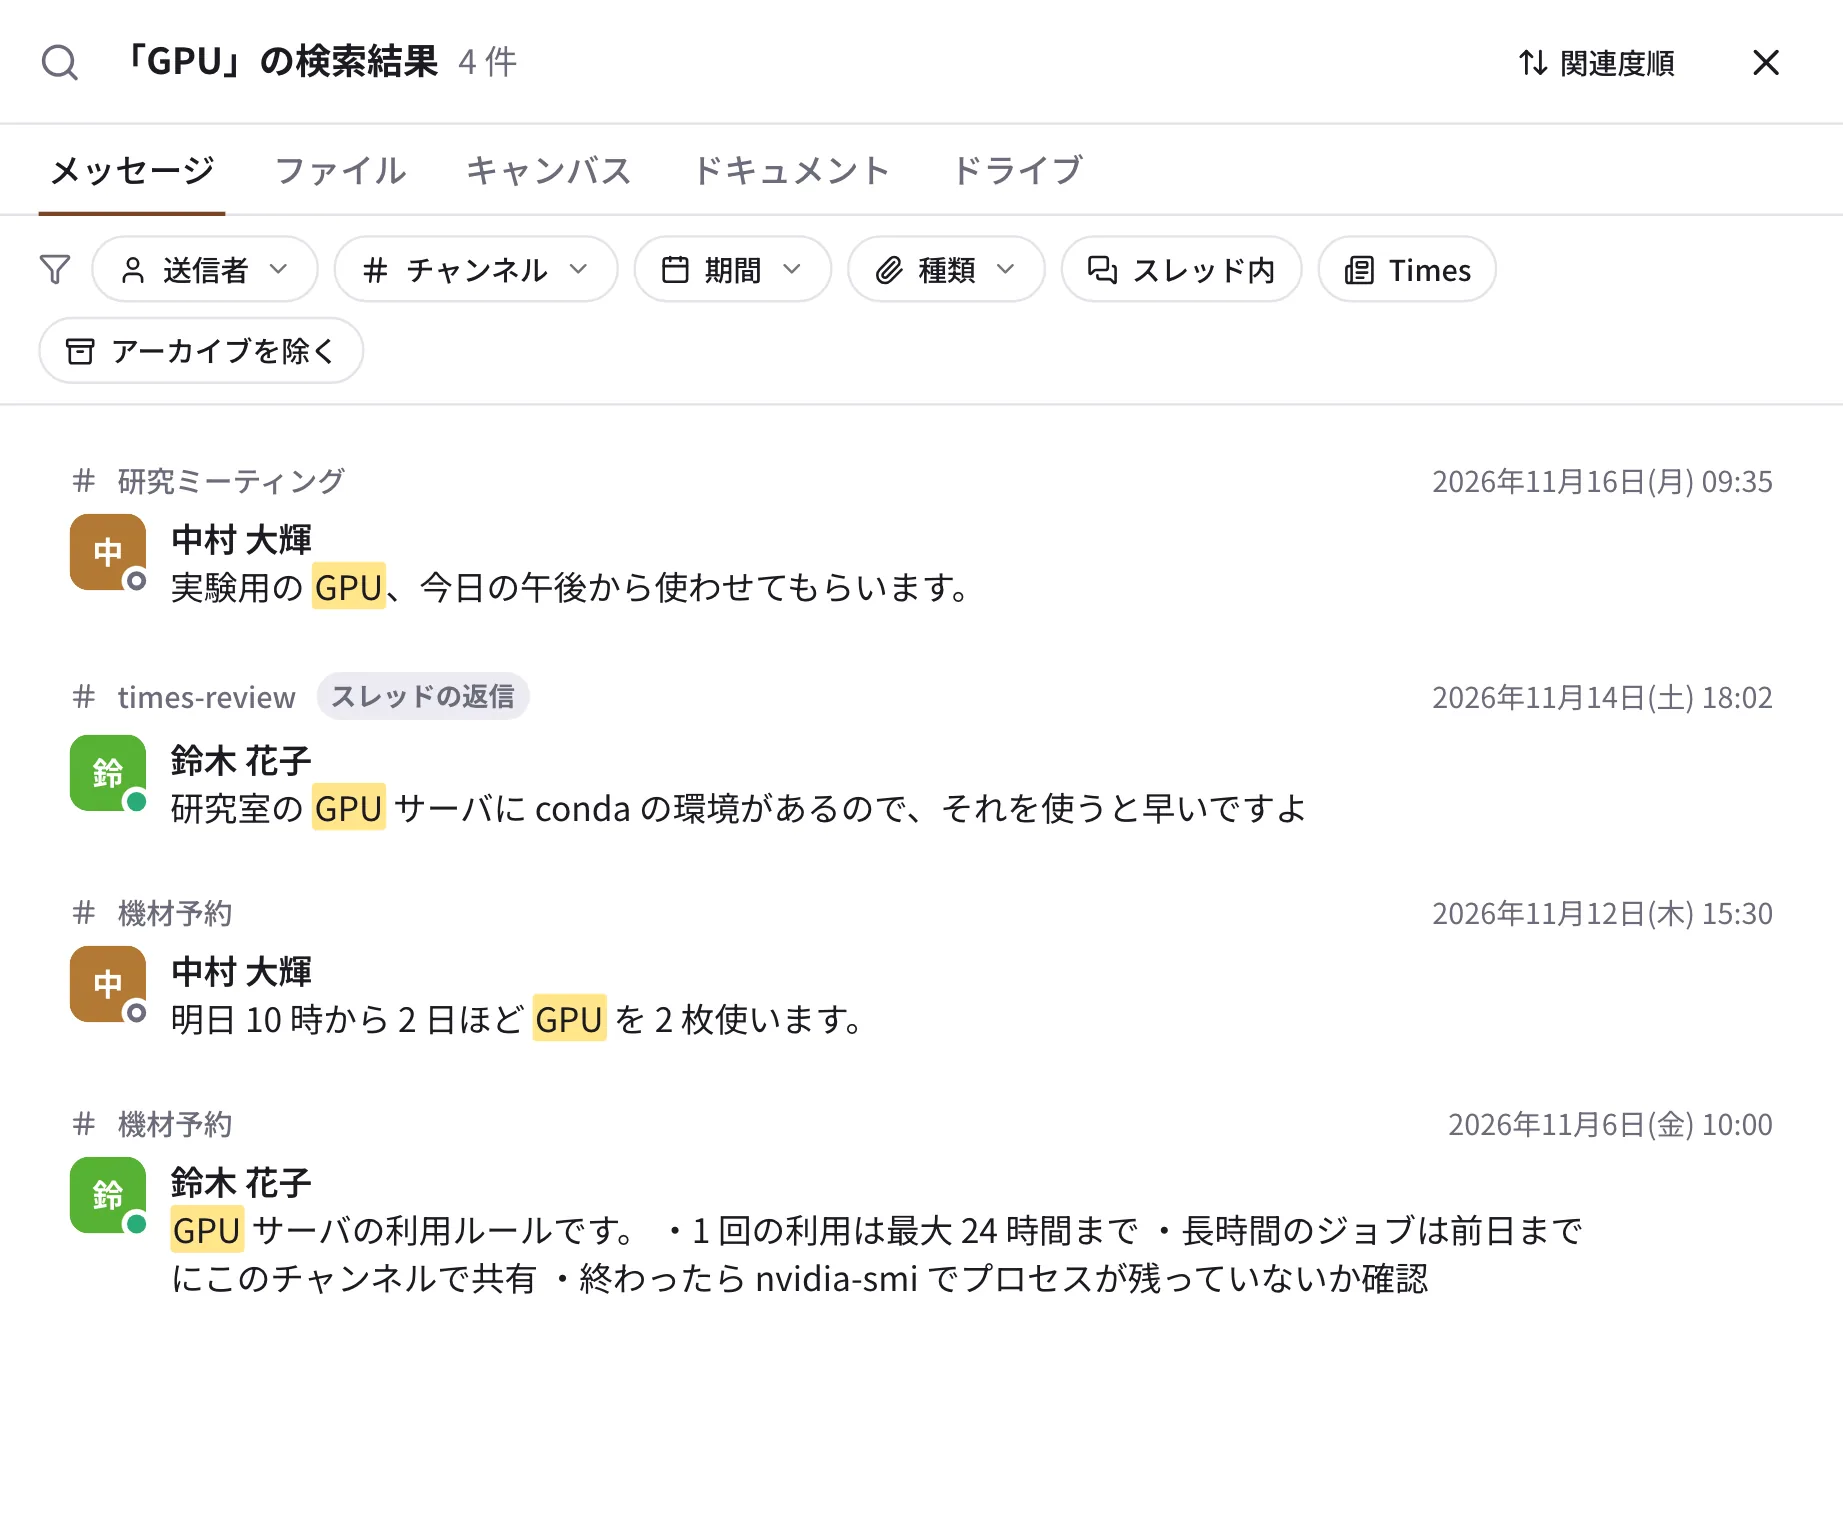 「GPU」の検索結果 4 件 関連度順
メッセージ ファイル キャンバス ドキュメント ドライブ
送信者 # チャンネル 期間 種類 スレッド内 Times
アーカイブを除く
# 研究ミーティング 2026年11月16日(月) 09:35
中 中村 大輝
実験用の GPU、今日の午後から使わせてもらいます。
# times-review スレッドの返信 2026年11月14日(土) 18:02
鈴 鈴木 花子
研究室の GPU サーバに conda の環境があるので、それを使うと早いですよ
# 機材予約 2026年11月12日(木) 15:30
中 中村 大輝
明日 10 時から 2 日ほど GPU を 2 枚使います。
# 機材予約 2026年11月6日(金) 10:00
鈴 鈴木 花子
GPU サーバの利用ルールです。 ・1 回の利用は最大 24 時間まで ・長時間のジョブは前日まで
にこのチャンネルで共有 ・終わったら nvidia-smi でプロセスが残っていないか確認